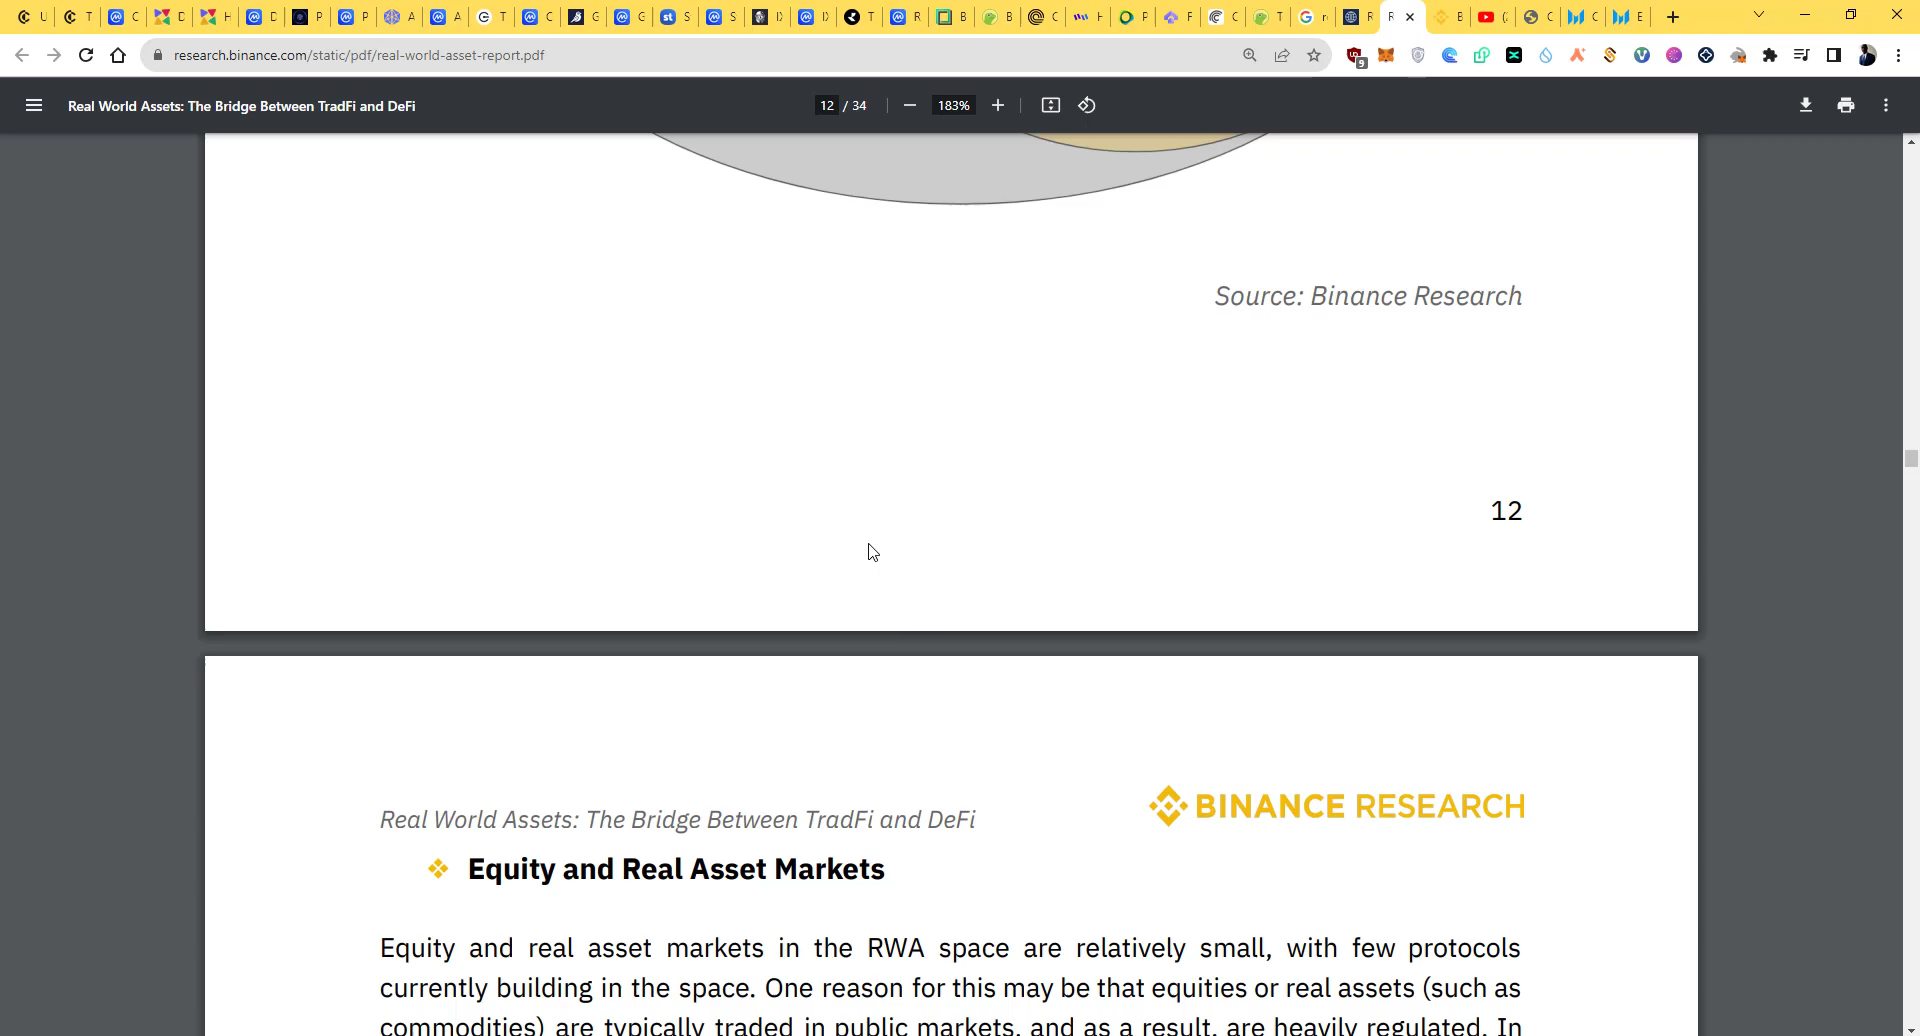 U T C D H D P P A A T C G G S S I I T R B B C H P F C T r R R B ( C C E
research.binance.com/static/pdf/real-world-asset-report.pdf
9
Real World Assets: The Bridge Between TradFi and DeFi
12 / 34
183%
Source: Binance Research
12
Real World Assets: The Bridge Between TradFi and DeFi
BINANCE RESEARCH
Equity and Real Asset Markets
Equity and real asset markets in the RWA space are relatively small, with few protocols
currently building in the space. One reason for this may be that equities or real assets (such as
commodities) are typically traded in public markets, and as a result, are heavily regulated. In